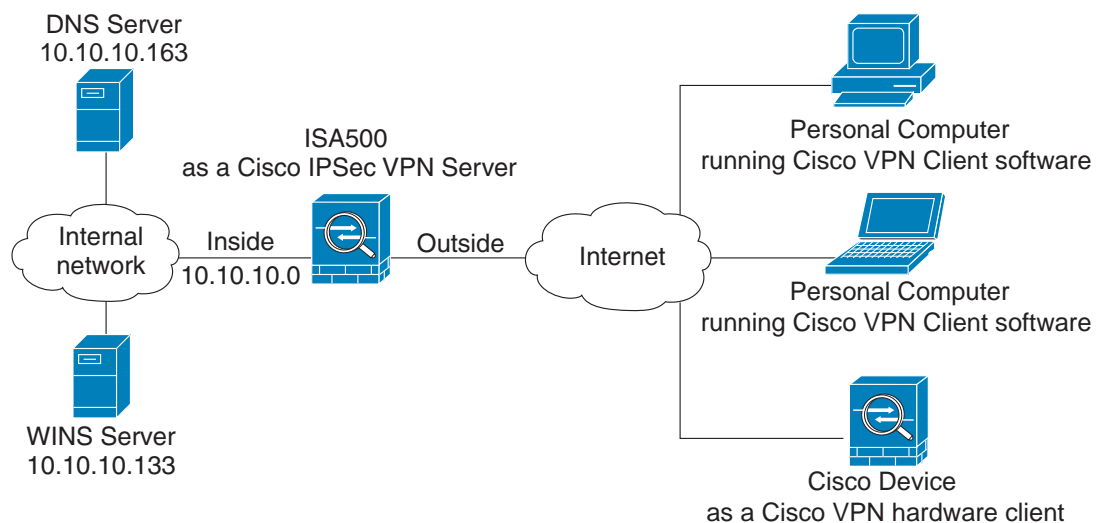 DNS Server
10.10.10.163
ISA500
as a Cisco IPSec VPN Server
Internal
network
Inside
10.10.10.0
Outside
Internet
WINS Server
10.10.10.133
Personal Computer
running Cisco VPN Client software
Personal Computer
running Cisco VPN Client software
Cisco Device
as a Cisco VPN hardware client